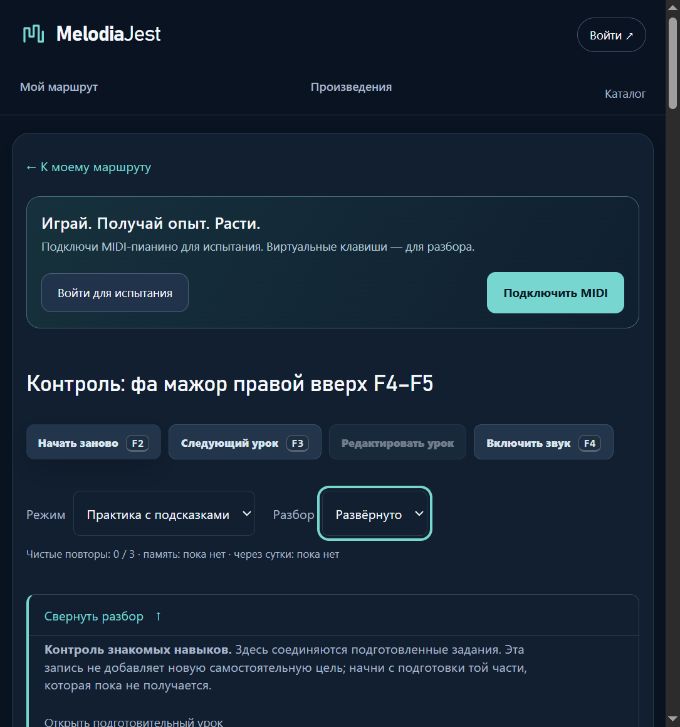 MelodiaJest
Войти ↗
Мой маршрут
Произведения
Каталог
← К моему маршруту
Играй. Получай опыт. Расти.
Подключи MIDI-пианино для испытания. Виртуальные клавиши — для разбора.
Войти для испытания
Подключить MIDI
Контроль: фа мажор правой вверх F4–F5
Начать заново F2
Следующий урок F3
Редактировать урок
Включить звук F4
Режим
Практика с подсказками
Разбор
Развёрнуто
Чистые повторы: 0 / 3 · память: пока нет · через сутки: пока нет
Свернуть разбор ↑
Контроль знакомых навыков. Здесь соединяются подготовленные задания. Эта
запись не добавляет новую самостоятельную цель; начни с подготовки той части,
которая пока не получается.
Открыть подготовительный урок